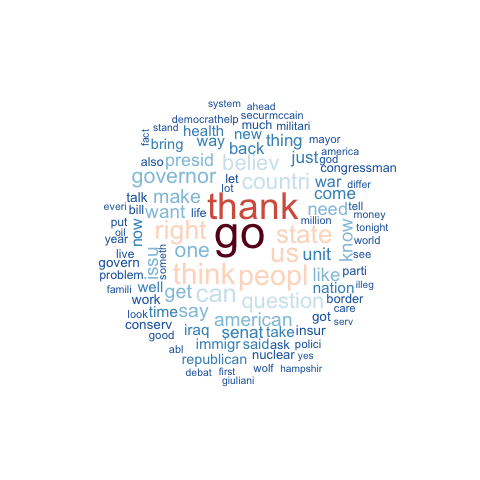 system ahead
democrat help secur mccain
fact stand health new much militari mayor
bring way back thing america
also presid believ just god congressman
governor let countri war differ
talk make lot need come
everi bill want life thank million tell money
put oil right go state know tonight
year now one us unit world
live issu someth see
govern think peopl like parti
problem well get can nation illeg
famili work question border care
look time say american got serv
conserv iraq senat take insur
good immigr said ask polici
abl republican nuclear yes
debat first wolf hampshir
giuliani